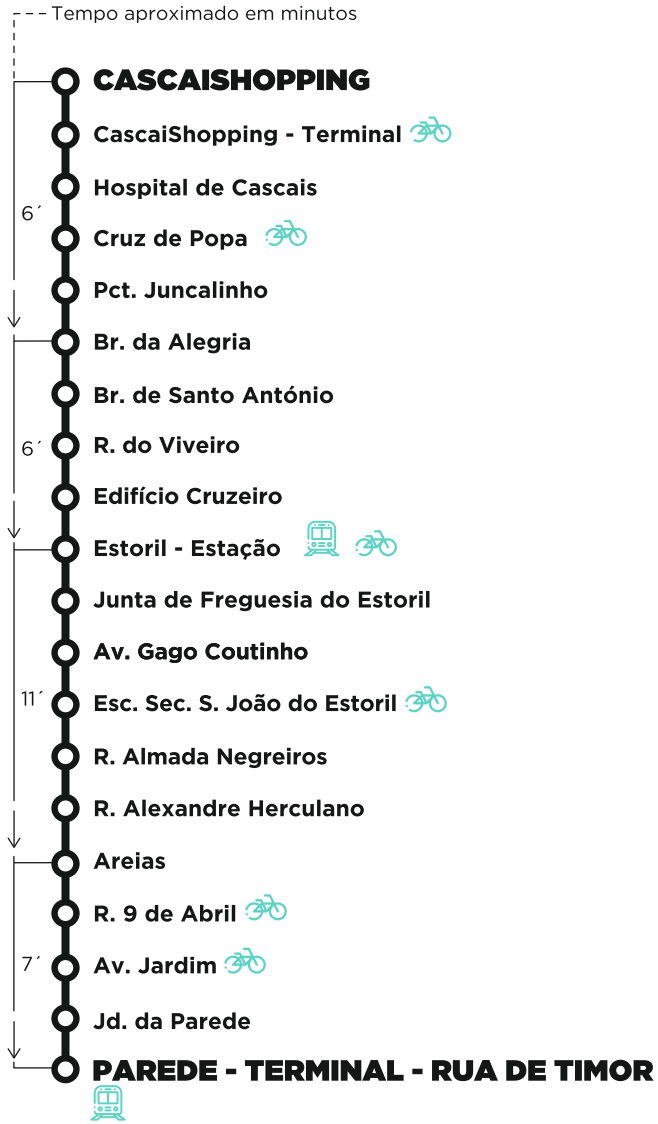 Tempo aproximado em minutos
CASCAISHOPPING
CascaiShopping - Terminal
Hospital de Cascais
6´
Cruz de Popa
Pct. Juncalinho
Br. da Alegria
Br. de Santo António
R. do Viveiro
6´
Edifício Cruzeiro
Estoril - Estação
Junta de Freguesia do Estoril
Av. Gago Coutinho
11´
Esc. Sec. S. João do Estoril
R. Almada Negreiros
R. Alexandre Herculano
Areias
R. 9 de Abril
7´
Av. Jardim
Jd. da Parede
PAREDE - TERMINAL - RUA DE TIMOR